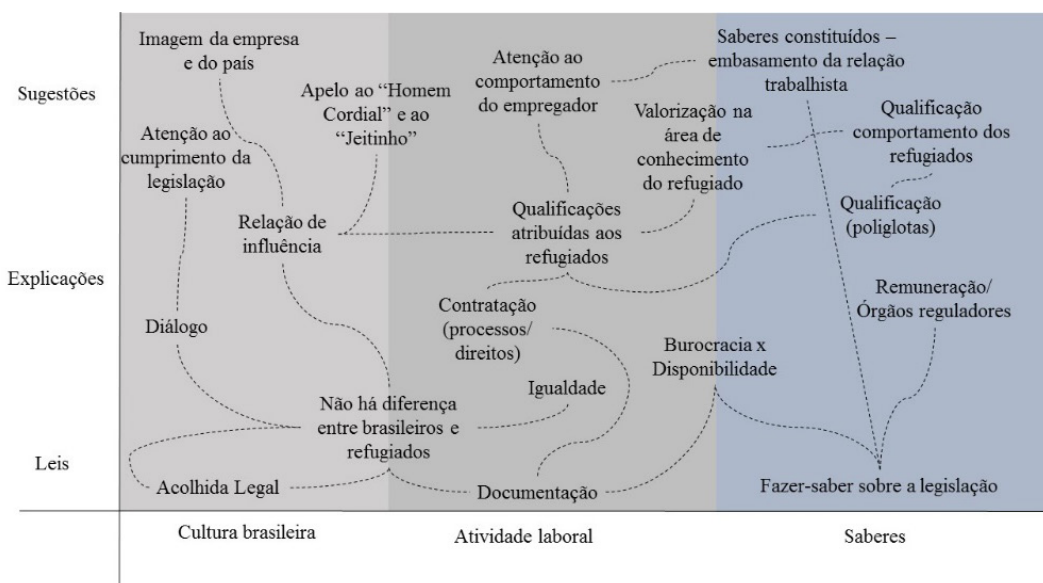 Sugestões
Imagem da empresa
e do país
Atenção ao
cumprimento da
legislação
Apelo ao “Homem
Cordial” e ao
“Jeitinho”
Atenção ao
comportamento
do empregador
Saberes constituídos –
embasamento da relação
trabalhista
Valorização na
área de
conhecimento
do refugiado
Qualificação
comportamento dos
refugiados
Explicações
Relação de
influência
Qualificações
atribuídas aos
refugiados
Qualificação
(poliglotas)
Diálogo
Contratação
(processos/
direitos)
Remuneração/
Órgãos reguladores
Burocracia x
Disponibilidade
Leis
Não há diferença
entre brasileiros e
refugiados
Igualdade
Acolhida Legal
Documentação
Fazer-saber sobre a legislação
Cultura brasileira
Atividade laboral
Saberes